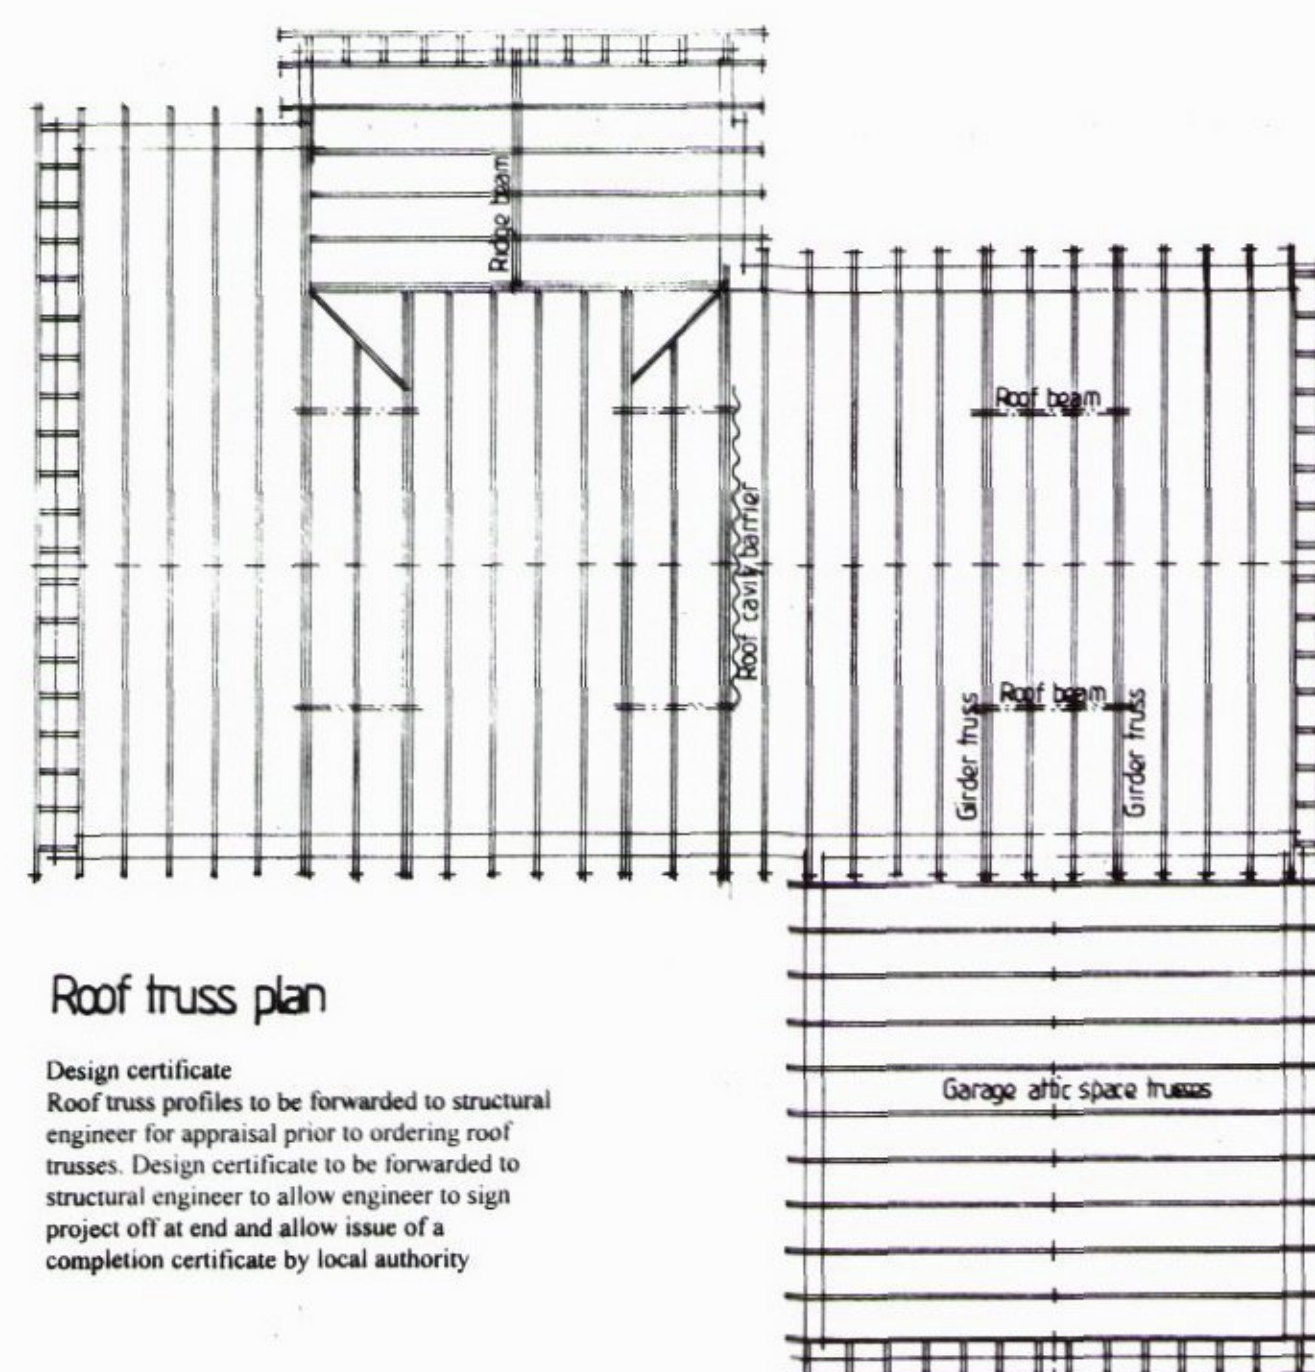 Ridge beam
Roof beam
Roof cavity barrier
Roof beam
Girder truss
Girder truss
Roof truss plan
Design certificate
Roof truss profiles to be forwarded to structural
engineer for appraisal prior to ordering roof
trusses. Design certificate to be forwarded to
structural engineer to allow engineer to sign
project off at end and allow issue of a
completion certificate by local authority
Garage attic space trusses